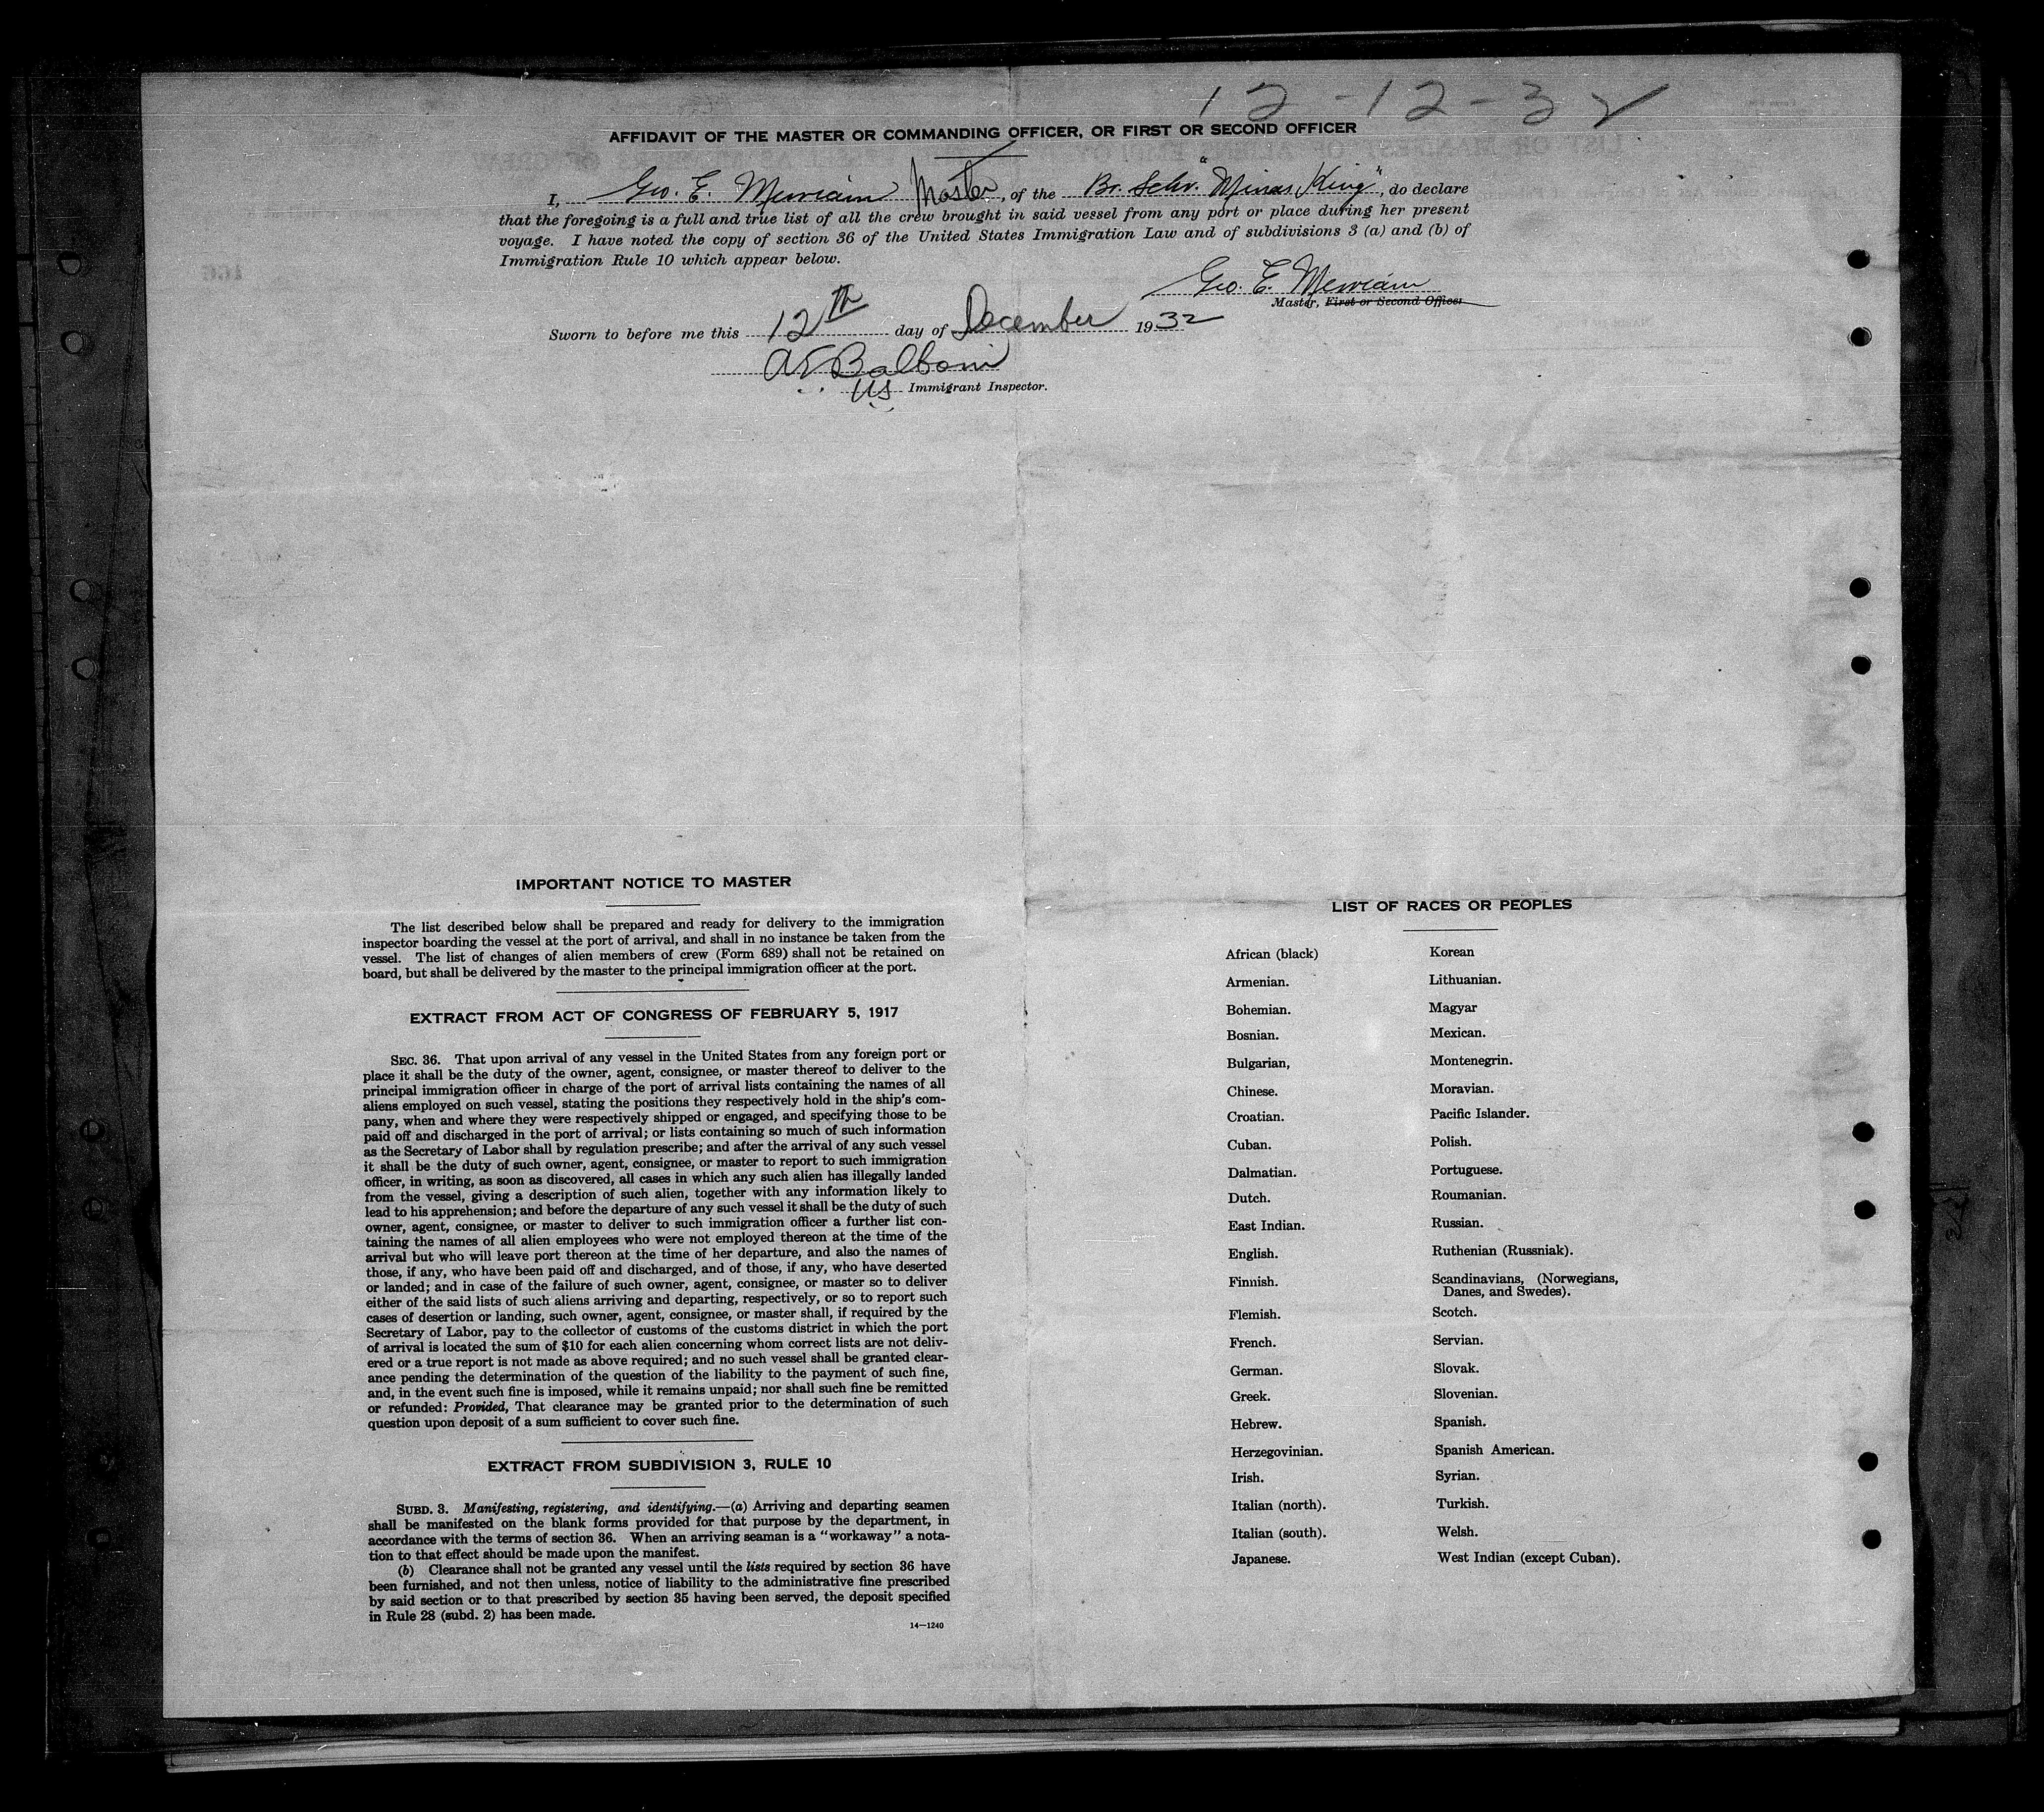 12-12-32
AFFIDAVIT OF THE MASTER OR COMMANDING OFFICER, OR FIRST OR SECOND OFFICER
I, Geo. E. Merriam Master, of the Br. Schr. "Minas King", do declare
that the foregoing is a full and true list of all the crew brought in said vessel from any port or place during her present
voyage. I have noted the copy of section 36 of the United States Immigration Law and of subdivisions 3 (a) and (b) of
Immigration Rule 10 which appear below.
Geo. E. Merriam
Master, First or Second Officer
Sworn to before me this 12th day of December 1932
A E Balboni
US Immigrant Inspector.
IMPORTANT NOTICE TO MASTER
The list described below shall be prepared and ready for delivery to the immigration
inspector boarding the vessel at the port of arrival, and shall in no instance be taken from the
vessel. The list of changes of alien members of crew (Form 689) shall not be retained on
board, but shall be delivered by the master to the principal immigration officer at the port.
EXTRACT FROM ACT OF CONGRESS OF FEBRUARY 5, 1917
SEC. 36. That upon arrival of any vessel in the United States from any foreign port or
place it shall be the duty of the owner, agent, consignee, or master thereof to deliver to the
principal immigration officer in charge of the port of arrival lists containing the names of all
aliens employed on such vessel, stating the positions they respectively hold in the ship's com-
pany, when and where they were respectively shipped or engaged, and specifying those to be
paid off and discharged in the port of arrival; or lists containing so much of such information
as the Secretary of Labor shall by regulation prescribe; and after the arrival of any such vessel
it shall be the duty of such owner, agent, consignee, or master to report to such immigration
officer, in writing, as soon as discovered, all cases in which any such alien has illegally landed
from the vessel, giving a description of such alien, together with any information likely to
lead to his apprehension; and before the departure of any such vessel it shall be the duty of such
owner, agent, consignee, or master to deliver to such immigration officer a further list con-
taining the names of all alien employees who were not employed thereon at the time of the
arrival but who will leave port thereon at the time of her departure, and also the names of
those, if any, who have been paid off and discharged, and of those, if any, who have deserted
or landed; and in case of the failure of such owner, agent, consignee, or master so to deliver
either of the said lists of such aliens arriving and departing, respectively, or so to report such
cases of desertion or landing, such owner, agent, consignee, or master shall, if required by the
Secretary of Labor, pay to the collector of customs of the customs district in which the port
of arrival is located the sum of $10 for each alien concerning whom correct lists are not deliv-
ered or a true report is not made as above required; and no such vessel shall be granted clear-
ance pending the determination of the question of the liability to the payment of such fine,
and, in the event such fine is imposed, while it remains unpaid; nor shall such fine be remitted
or refunded: Provided, That clearance may be granted prior to the determination of such
question upon deposit of a sum sufficient to cover such fine.
EXTRACT FROM SUBDIVISION 3, RULE 10
SUBD. 3. Manifesting, registering, and identifying.—(a) Arriving and departing seamen
shall be manifested on the blank forms provided for that purpose by the department, in
accordance with the terms of section 36. When an arriving seaman is a "workaway" a nota-
tion to that effect should be made upon the manifest.
(b) Clearance shall not be granted any vessel until the lists required by section 36 have
been furnished, and not then unless, notice of liability to the administrative fine prescribed
by said section or to that prescribed by section 35 having been served, the deposit specified
in Rule 28 (subd. 2) has been made.
14—1240
LIST OF RACES OR PEOPLES
African (black)
Armenian.
Bohemian.
Bosnian.
Bulgarian,
Chinese.
Croatian.
Cuban.
Dalmatian.
Dutch.
East Indian.
English.
Finnish.
Flemish.
French.
German.
Greek.
Hebrew.
Herzegovinian.
Irish.
Italian (north).
Italian (south).
Japanese.
Korean
Lithuanian.
Magyar
Mexican.
Montenegrin.
Moravian.
Pacific Islander.
Polish.
Portuguese.
Roumanian.
Russian.
Ruthenian (Russniak).
Scandinavians, (Norwegians,
Danes, and Swedes).
Scotch.
Servian.
Slovak.
Slovenian.
Spanish.
Spanish American.
Syrian.
Turkish.
Welsh.
West Indian (except Cuban).